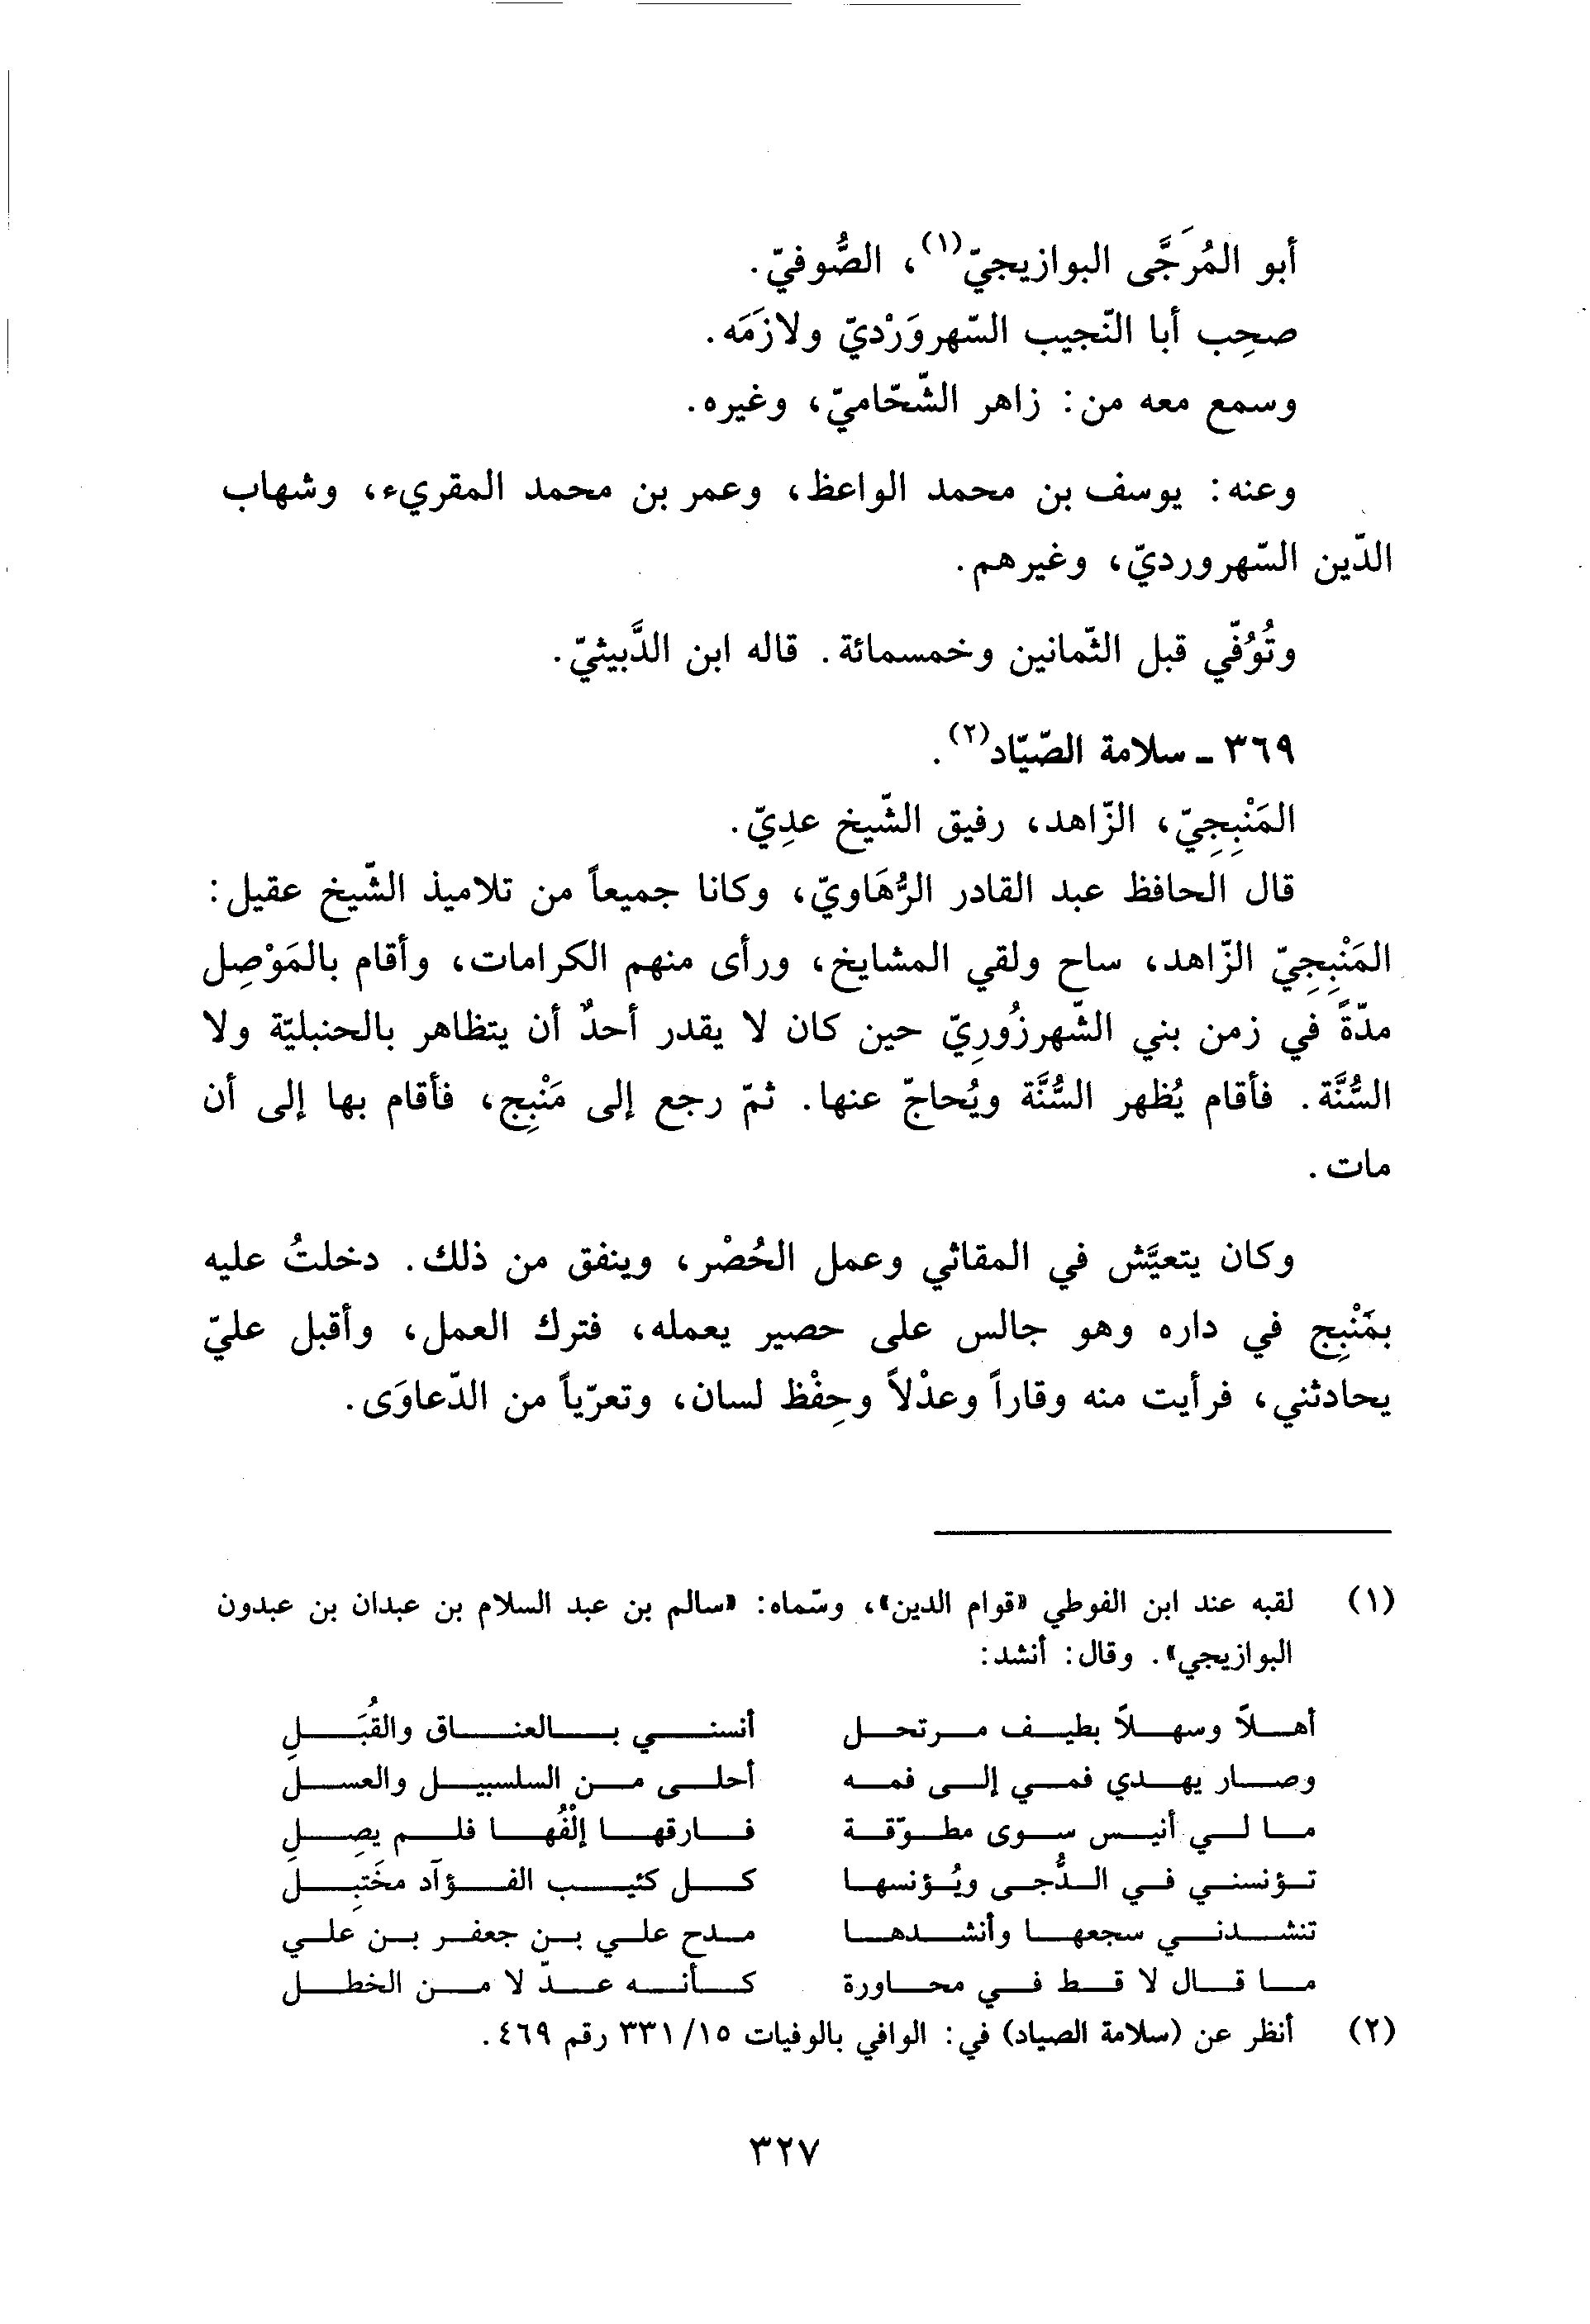 أبو المُرَجَّى البوازيجيّ(١)، الصُّوفيّ.
صحِب أبا النّجيب السّهروَرْديّ ولازَمَه.
وسمع معه من: زاهر الشّحّاميّ، وغيره.
وعنه: يوسف بن محمد الواعظ، وعمر بن محمد المقريء، وشهاب
الدّين السّهرورديّ، وغيرهم.
وتُوُفّي قبل الثّمانين وخمسمائة. قاله ابن الدَّبيثيّ.
٣٦٩ ـ سلامة الصّيّاد(٢).
المَنْبِجِيّ، الزّاهد، رفيق الشّيخ عدِيّ.
قال الحافظ عبد القادر الرُّهَاويّ، وكانا جميعاً من تلاميذ الشّيخ عقيل:
المَنْبِجِيّ الزّاهد، ساح ولقي المشايخ، ورأى منهم الكرامات، وأقام بالمَوْصِل
مدّةً في زمن بني الشّهرزُورِيّ حين كان لا يقدر أحدٌ أن يتظاهر بالحنبليّة ولا
السُّنَّة. فأقام يُظهر السُّنَّة ويُحاجّ عنها. ثمّ رجع إلى مَنْبِج، فأقام بها إلى أن
مات.
وكان يتعيَّش في المقاثي وعمل الحُصْر، وينفق من ذلك. دخلتُ عليه
بمَنْبِج في داره وهو جالس على حصير يعمله، فترك العمل، وأقبل عليّ
يحادثني، فرأيت منه وقاراً وعدْلاً وحِفْظ لسان، وتعرّياً من الدّعاوَى.
(١) لقبه عند ابن الفوطي «قوام الدين»، وسّماه: «سالم بن عبد السلام بن عبدان بن عبدون
البوازيجي». وقال: أنشد:
أهلاً وسهلاً بطيف مرتحل أنسني بالعناق والقُبَلِ
وصار يهدي فمي إلى فمه أحلى من السلسبيل والعسل
ما لي أنيس سوى مطوّقة فارقها إلْفُها فلم يصِلِ
تؤنسني في الدُّجى ويُؤنسها كل كئيب الفؤآد مخَتبِل
تنشدني سجعها وأنشدها مدح علي بن جعفر بن علي
ما قال لا قط في محاورة كأنه عدّ لا من الخطل
(٢) أنظر عن (سلامة الصياد) في: الوافي بالوفيات ١٥/ ٣٣١ رقم ٤٦٩.
٣٢٧